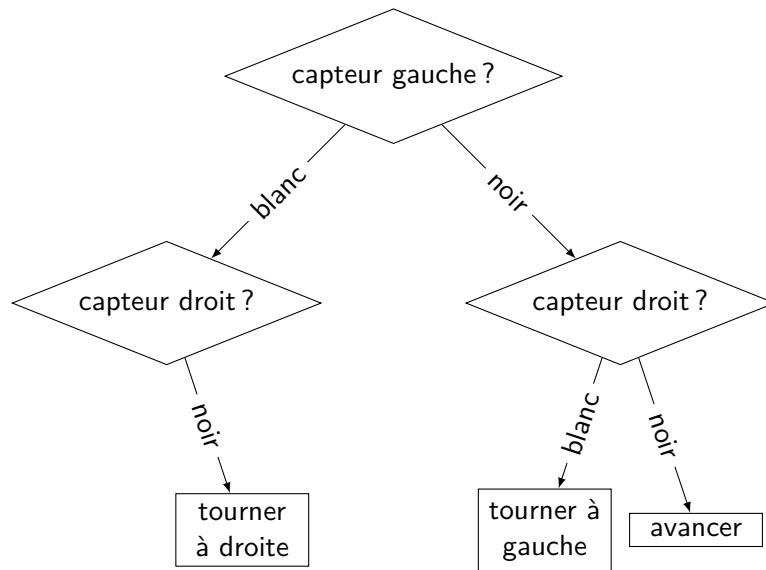 capteur gauche ?
blanc
noir
capteur droit ?
capteur droit ?
noir
blanc
noir
tourner
à droite
tourner à
gauche
avancer